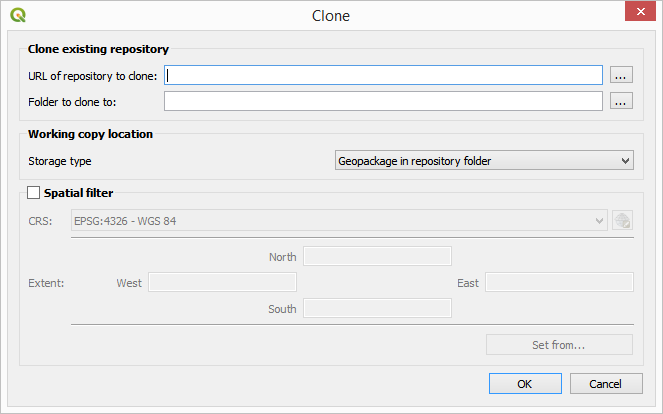 Clone
Clone existing repository
URL of repository to clone:
...
Folder to clone to:
...
Working copy location
Storage type
Geopackage in repository folder
Spatial filter
CRS:
EPSG:4326 - WGS 84
North
Extent:
West
East
South
Set from...
OK
Cancel